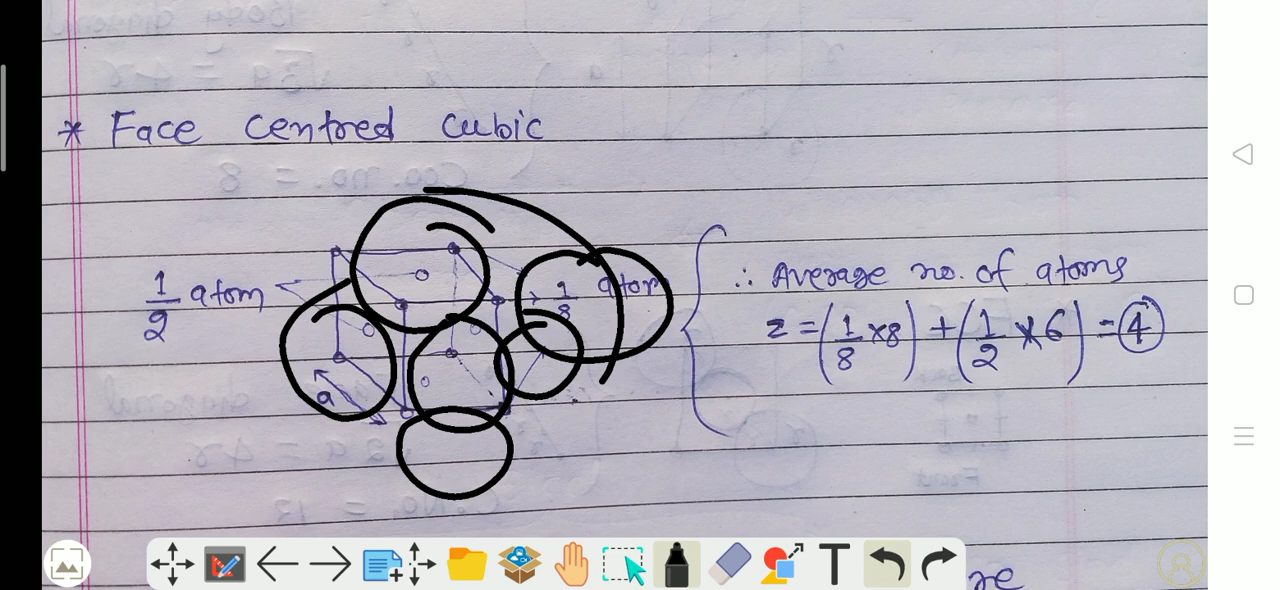 * Face centred cubic
1/2 atom
1/8 atom
a
∴ Average no. of atoms
z = (1/8 x8) + (1/2 x 6) = 4
T